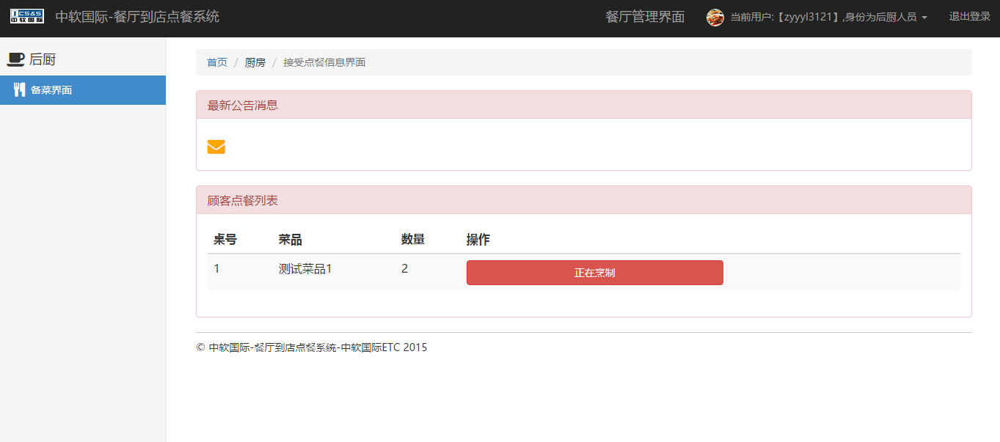 ICS&S
中软国际
中软国际-餐厅到店点餐系统
餐厅管理界面
当前用户:【zyyyl3121】,身份为后厨人员
退出登录
后厨
备菜界面
首页 / 厨房 / 接受点餐信息界面
最新公告消息
顾客点餐列表
桌号 菜品 数量 操作
1 测试菜品1 2 正在烹制
© 中软国际-餐厅到店点餐系统-中软国际ETC 2015